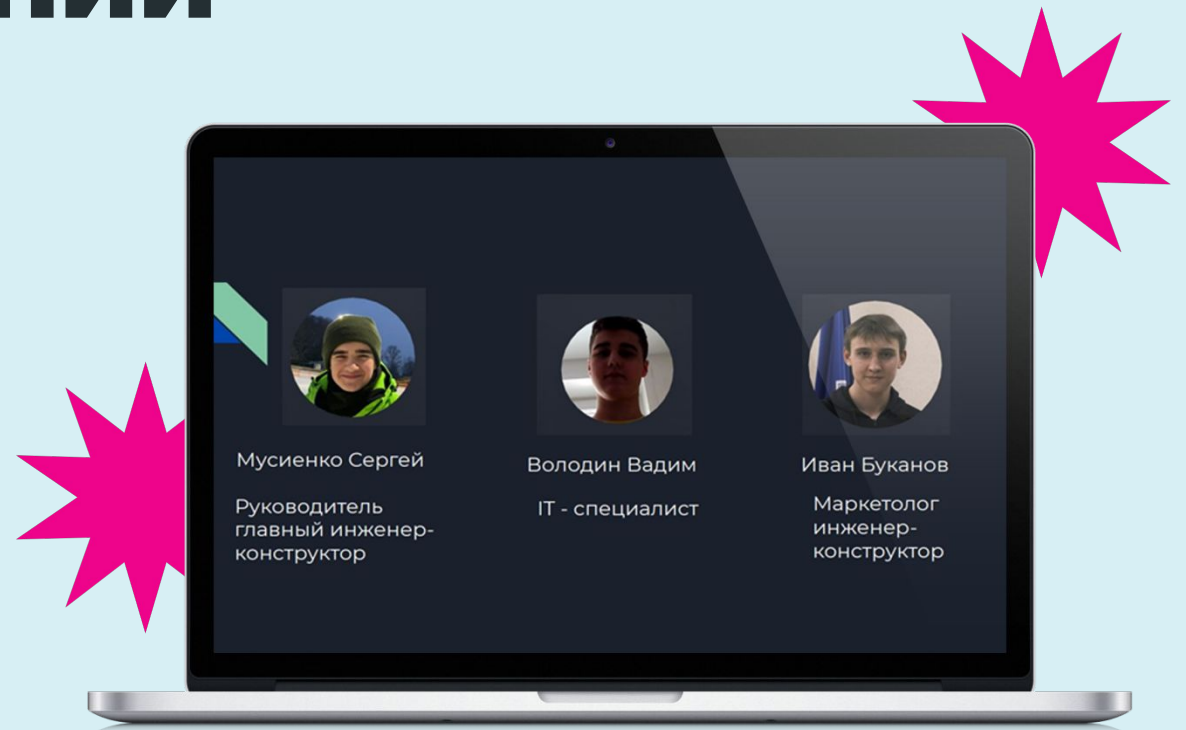 Мусиенко Сергей
Руководитель
главный инженер-
конструктор
Володин Вадим
IT - специалист
Иван Буканов
Маркетолог
инженер-
конструктор